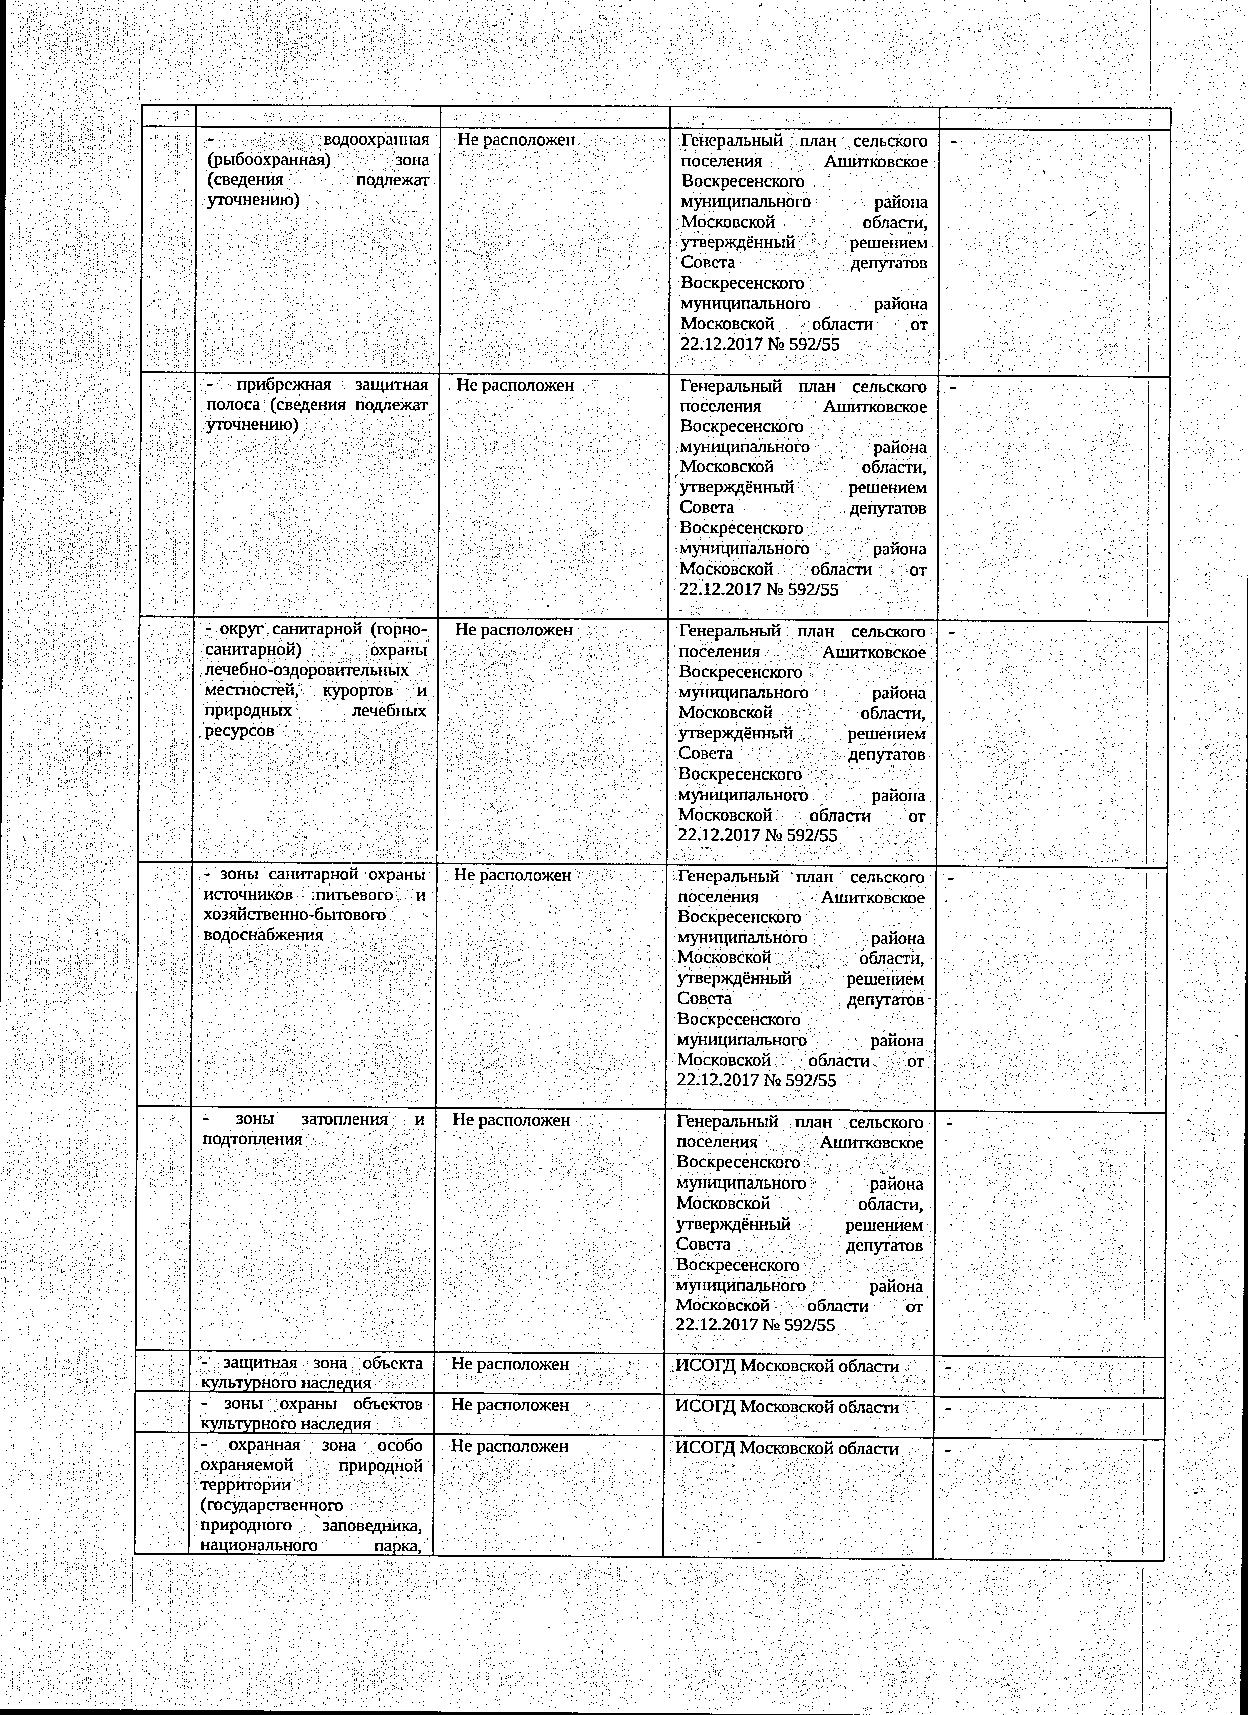 - водоохранная
(рыбоохранная) зона
(сведения подлежат
уточнению)
Не расположен
Генеральный план сельского
поселения Ашитковское
Воскресенского
муниципального района
Московской области,
утверждённый решением
Совета депутатов
Воскресенского
муниципального района
Московской области от
22.12.2017 № 592/55
-
- прибрежная защитная
полоса (сведения подлежат
уточнению)
Не расположен
Генеральный план сельского
поселения Ашитковское
Воскресенского
муниципального района
Московской области,
утверждённый решением
Совета депутатов
Воскресенского
муниципального района
Московской области от
22.12.2017 № 592/55
-
- округ санитарной (горно-
санитарной) охраны
лечебно-оздоровительных
местностей, курортов и
природных лечебных
ресурсов
Не расположен
Генеральный план сельского
поселения Ашитковское
Воскресенского
муниципального района
Московской области,
утверждённый решением
Совета депутатов
Воскресенского
муниципального района
Московской области от
22.12.2017 № 592/55
-
- зоны санитарной охраны
источников питьевого и
хозяйственно-бытового
водоснабжения
Не расположен
Генеральный план сельского
поселения Ашитковское
Воскресенского
муниципального района
Московской области,
утверждённый решением
Совета депутатов
Воскресенского
муниципального района
Московской области от
22.12.2017 № 592/55
-
- зоны затопления и
подтопления
Не расположен
Генеральный план сельского
поселения Ашитковское
Воскресенского
муниципального района
Московской области,
утверждённый решением
Совета депутатов
Воскресенского
муниципального района
Московской области от
22.12.2017 № 592/55
-
- защитная зона объекта
культурного наследия
Не расположен
ИСОГД Московской области
-
- зоны охраны объектов
культурного наследия
Не расположен
ИСОГД Московской области
-
- охранная зона особо
охраняемой природной
территории
(государственного
природного заповедника,
национального парка,
Не расположен
ИСОГД Московской области
-